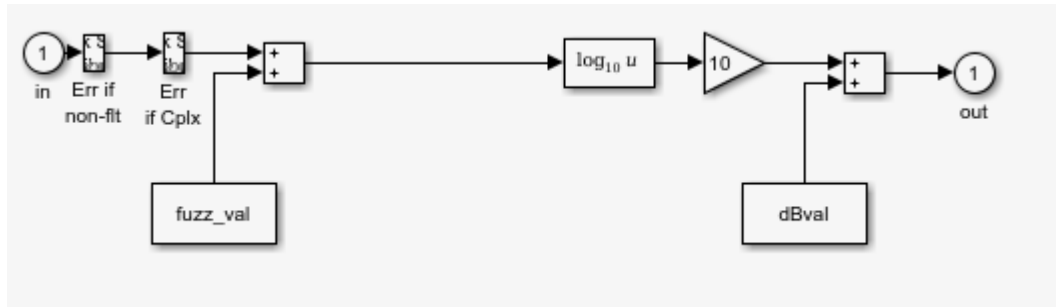 1
in
Err if
non-flt
Err
if Cplx
+
+
fuzz_val
log₁₀ u
10
+
+
dBval
1
out